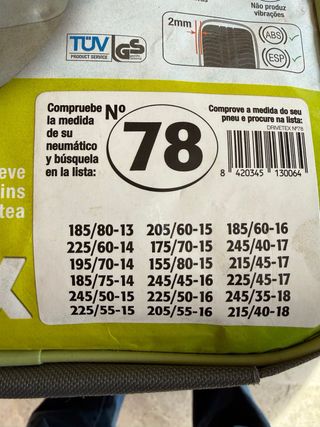 Não produz
vibrações
2mm
ABS
ESP
TÜV
PRODUCT SERVICE
GS
Compruebe
la medida
de su
neumático
y búsquela
en la lista:
Nº
78
Comprove a medida do seu
pneu e procure na lista:
DRIVETEX Nº78
8 420345 130064
185/80-13 205/60-15 185/60-16
225/60-14 175/70-15 245/40-17
195/70-14 155/80-15 215/45-17
185/75-14 245/45-16 225/45-17
245/50-15 225/50-16 245/35-18
225/55-15 205/55-16 215/40-18
eve
ins
tea
x